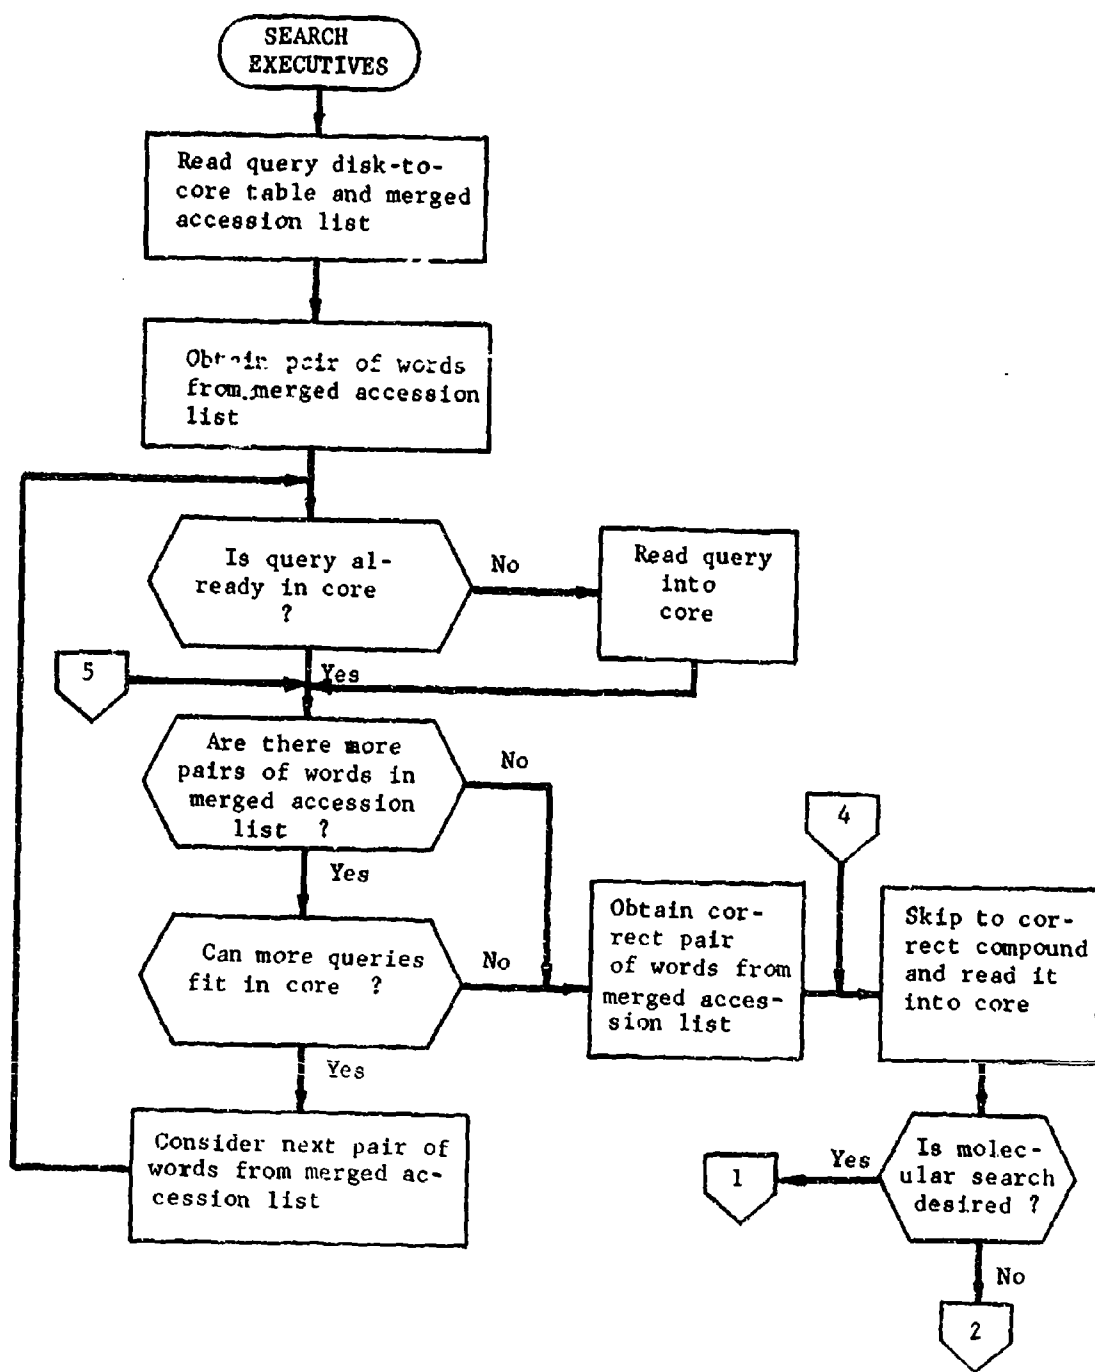 SEARCH
EXECUTIVES
Read query disk-to-
core table and merged
accession list
Obtain pair of words
from merged accession
list
Is query al-
ready in core
?
No
Read query
into
core
Yes
5
Are there more
pairs of words in
merged accession
list ?
No
Yes
4
Can more queries
fit in core ?
No
Obtain cor-
rect pair
of words from
merged acces-
sion list
Skip to cor-
rect compound
and read it
into core
Yes
Consider next pair of
words from merged ac-
cession list
Is molec-
ular search
desired ?
Yes
1
No
2